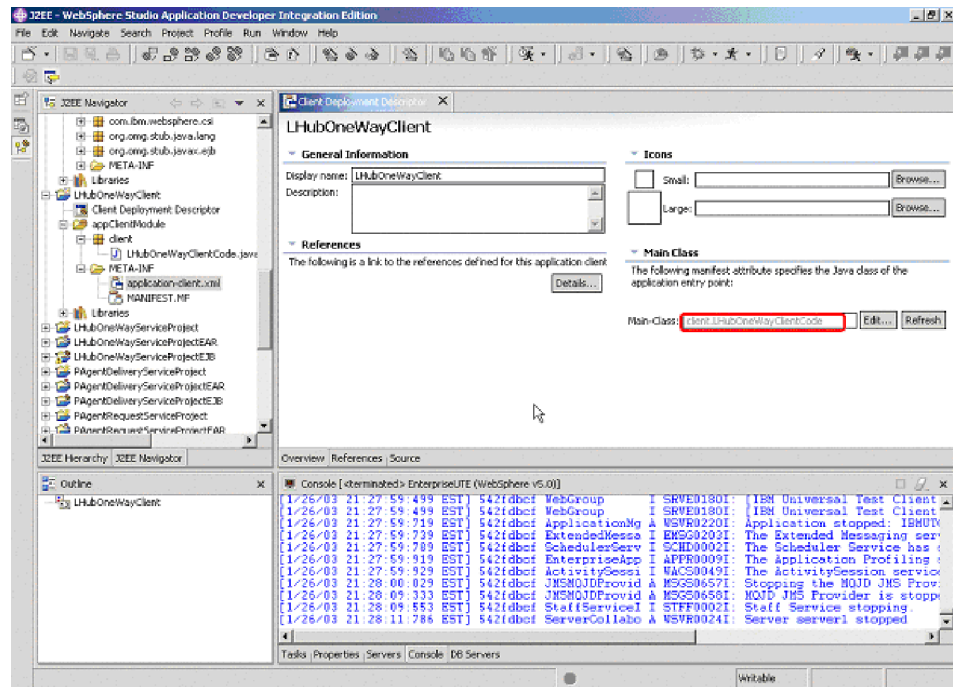 J2EE - WebSphere Studio Application Developer Integration Edition
File Edit Navigate Search Project Profile Run Window Help
J2EE Navigator
com.ibm.websphere.csi
org.omg.stub.java.lang
org.omg.stub.javax.ejb
META-INF
Libraries
LHubOneWayClient
Client Deployment Descriptor
appClientModule
client
LHubOneWayClientCode.java
META-INF
application-client.xml
MANIFEST.MF
Libraries
LHubOneWayServiceProject
LHubOneWayServiceProjectEAR
LHubOneWayServiceProjectEJB
PAgentDeliveryServiceProject
PAgentDeliveryServiceProjectEAR
PAgentDeliveryServiceProjectEJB
PAgentRequestServiceProject
PAgentRequestServiceProjectEAR
J2EE Hierarchy J2EE Navigator
Client Deployment Descriptor
LHubOneWayClient
General Information
Display name: LHubOneWayClient
Description:
References
The following is a link to the references defined for this application client
Details...
Icons
Small: Browse...
Large: Browse...
Main Class
The following manifest attribute specifies the Java class of the
application entry point:
Main-Class: client.LHubOneWayClientCode Edit... Refresh
Overview References Source
Outline
LHubOneWayClient
Console [<terminated> EnterpriseUTE (WebSphere v5.0)]
[1/26/03 21:27:59:499 EST] 542fdbcf WebGroup I SRVE0180I: [IBM Universal Test Client
[1/26/03 21:27:59:499 EST] 542fdbcf WebGroup I SRVE0180I: [IBM Universal Test Client
[1/26/03 21:27:59:719 EST] 542fdbcf ApplicationMg A WSVR0220I: Application stopped: IBMUT
[1/26/03 21:27:59:739 EST] 542fdbcf ExtendedMessa I EMSG0203I: The Extended Messaging ser
[1/26/03 21:27:59:789 EST] 542fdbcf SchedulerServ I SCHD0002I: The Scheduler Service has
[1/26/03 21:27:59:919 EST] 542fdbcf EnterpriseApp I APPR0009I: The Application Profiling
[1/26/03 21:27:59:929 EST] 542fdbcf ActivitySessi I WACS0049I: The ActivitySession service
[1/26/03 21:28:00:029 EST] 542fdbcf JMSMQJDProvid A MSGS0657I: Stopping the MQJD JMS Prov
[1/26/03 21:28:09:333 EST] 542fdbcf JMSMQJDProvid A MSGS0658I: MQJD JMS Provider is stopp
[1/26/03 21:28:09:553 EST] 542fdbcf StaffServiceI I STFF0002I: Staff Service stopping.
[1/26/03 21:28:11:786 EST] 542fdbcf ServerCollabo A WSVR0024I: Server server1 stopped
Tasks Properties Servers Console DB Servers
Writable